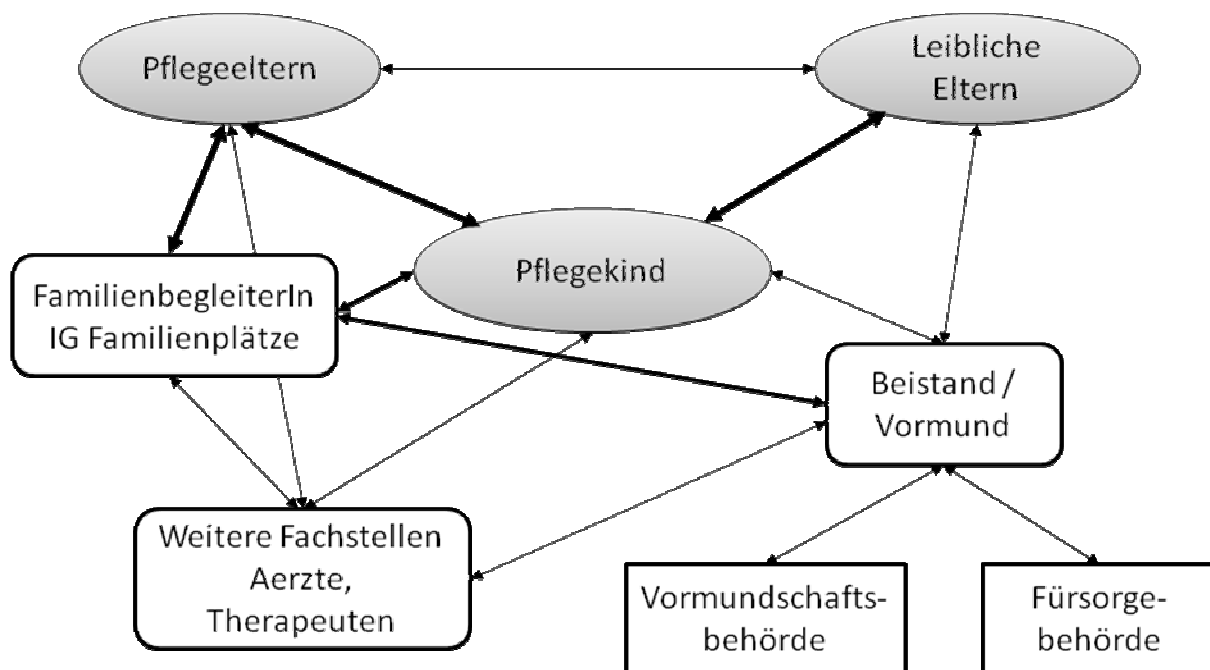 Pflegeeltern
Leibliche
Eltern
Pflegekind
FamilienbegleiterIn
IG Familienplätze
Beistand /
Vormund
Weitere Fachstellen
Aerzte,
Therapeuten
Vormundschafts-
behörde
Fürsorge-
behörde